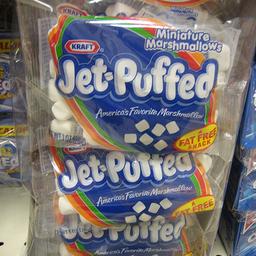 KRAFT
Miniature
Marshmallows
Jet-Puffed
America's Favorite Marshmallow
A
FAT FREE
SNACK
Jet-Puffed
America's Favorite Marshmallow
A
FAT FREE
Jet-Puffed